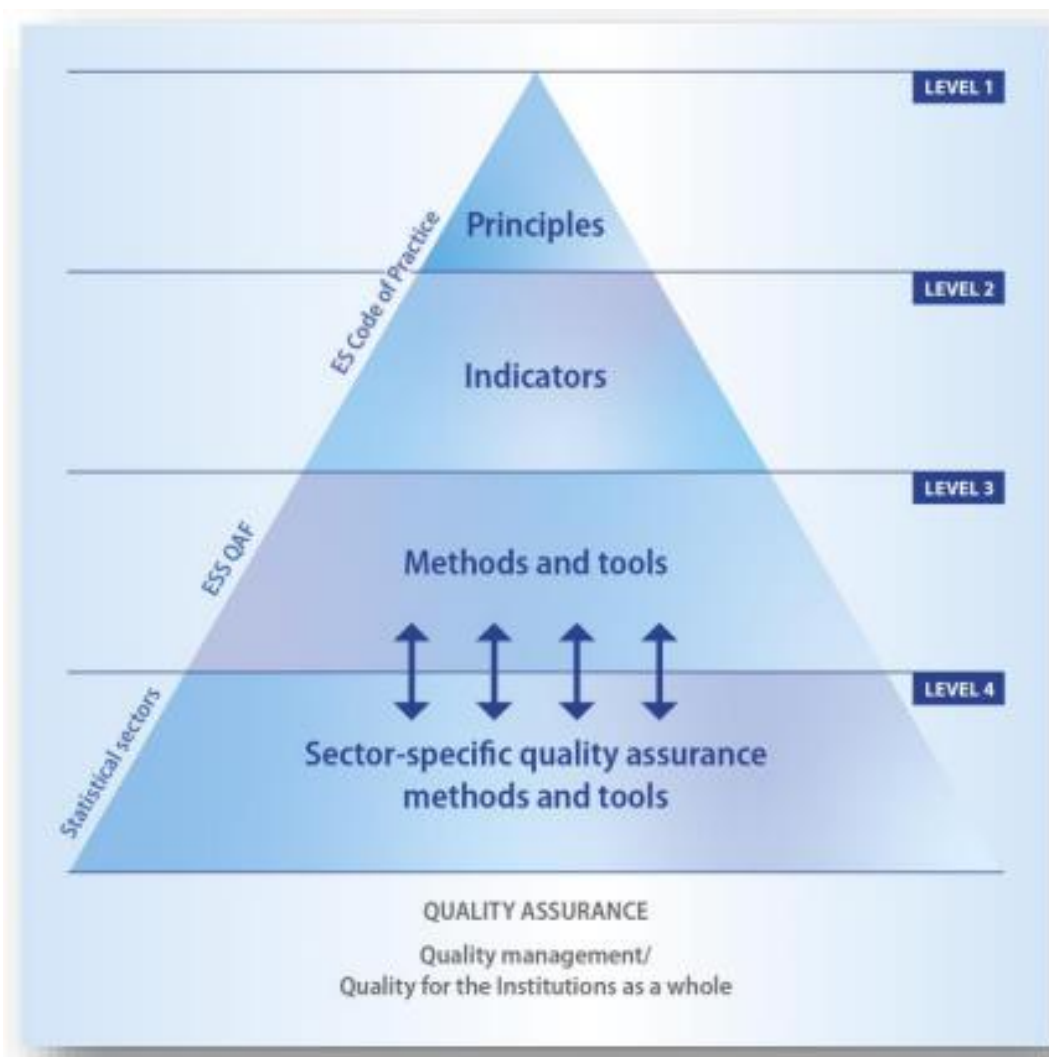 LEVEL 1
Principles
ES Code of Practice
LEVEL 2
Indicators
LEVEL 3
Methods and tools
ESS QAF
LEVEL 4
Sector-specific quality assurance
methods and tools
Statistical sectors
QUALITY ASSURANCE
Quality management/
Quality for the Institutions as a whole